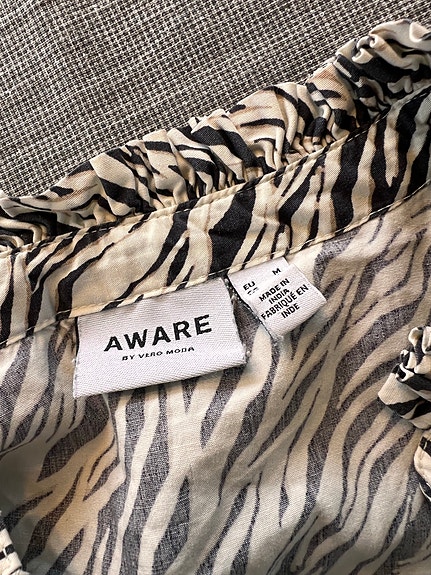 AWARE
BY VERO MODA
EU M
MADE IN
INDIA
FABRIQUÉ EN
INDE